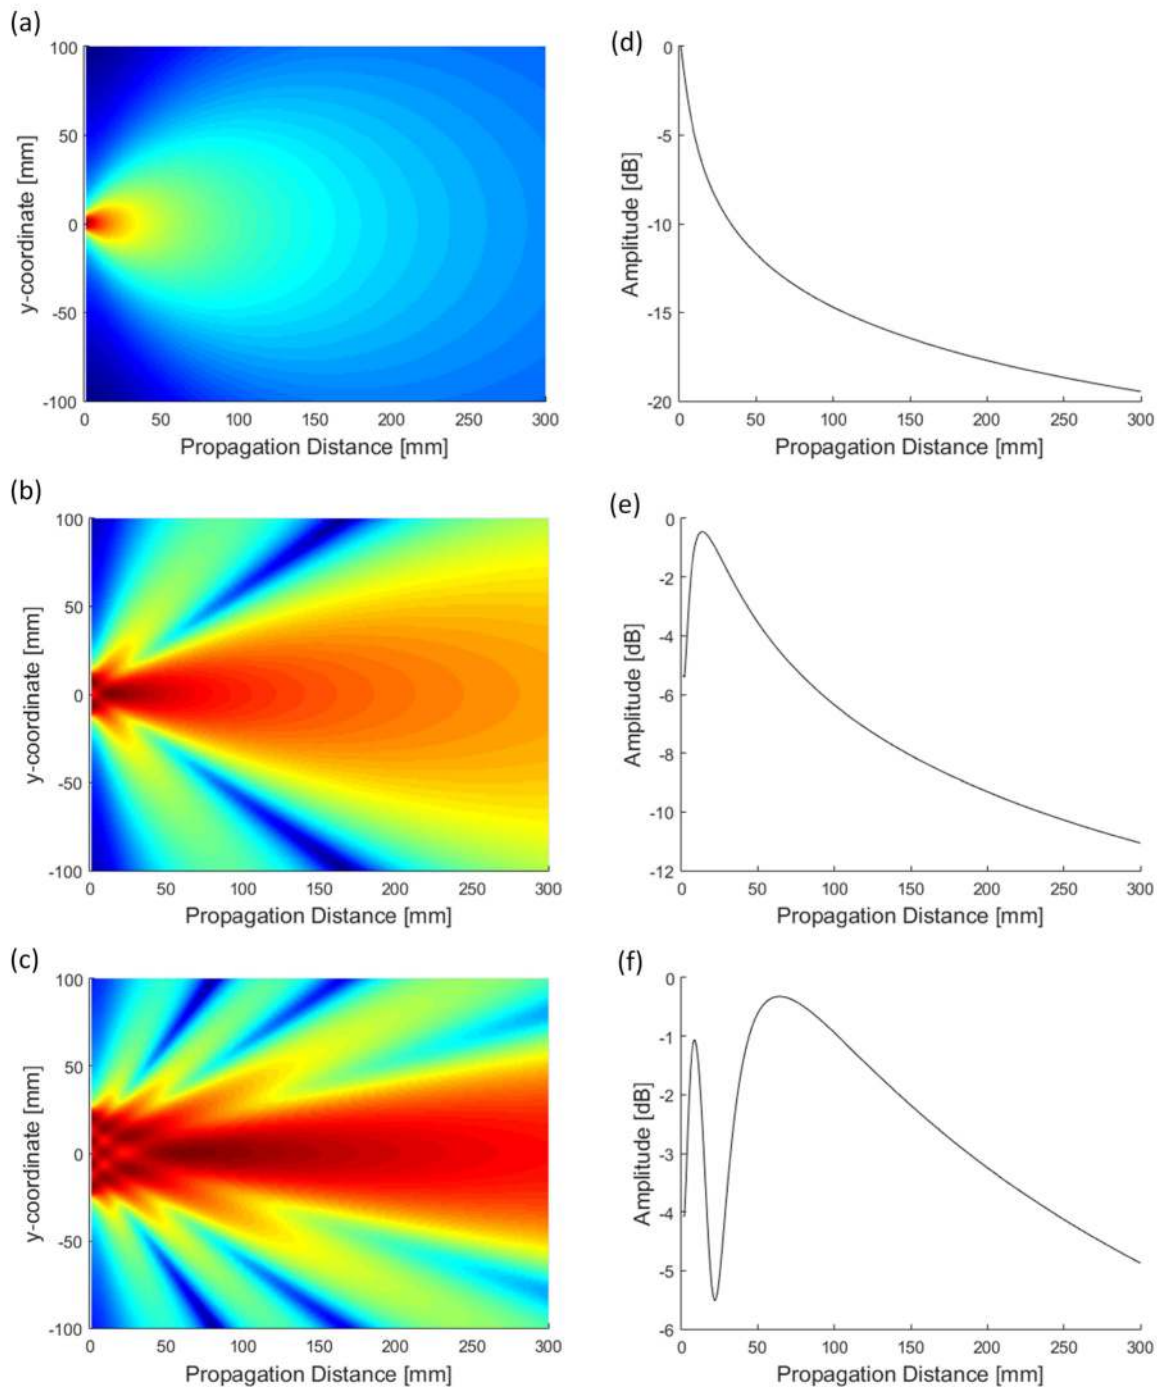 (a)
100
50
0
-50
-100
y-coordinate [mm]
0 50 100 150 200 250 300
Propagation Distance [mm]
(d)
0
-5
-10
-15
-20
Amplitude [dB]
0 50 100 150 200 250 300
Propagation Distance [mm]
(b)
100
50
0
-50
-100
y-coordinate [mm]
0 50 100 150 200 250 300
Propagation Distance [mm]
(e)
0
-2
-4
-6
-8
-10
-12
Amplitude [dB]
0 50 100 150 200 250 300
Propagation Distance [mm]
(c)
100
50
0
-50
-100
y-coordinate [mm]
0 50 100 150 200 250 300
Propagation Distance [mm]
(f)
0
-1
-2
-3
-4
-5
-6
Amplitude [dB]
0 50 100 150 200 250 300
Propagation Distance [mm]